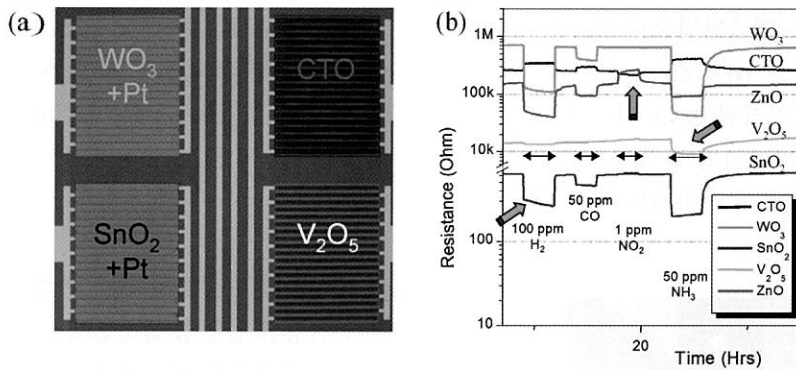 (a)
WO₃
+Pt
CTO
SnO₂
+Pt
V₂O₅
(b)
Resistance (Ohm)
1M
100k
10k
100
10
WO₃
CTO
ZnO
V₂O₅
SnO₂
100 ppm
H₂
50 ppm
CO
1 ppm
NO₂
50 ppm
NH₃
CTO
WO₃
SnO₂
V₂O₅
ZnO
20
Time (Hrs)